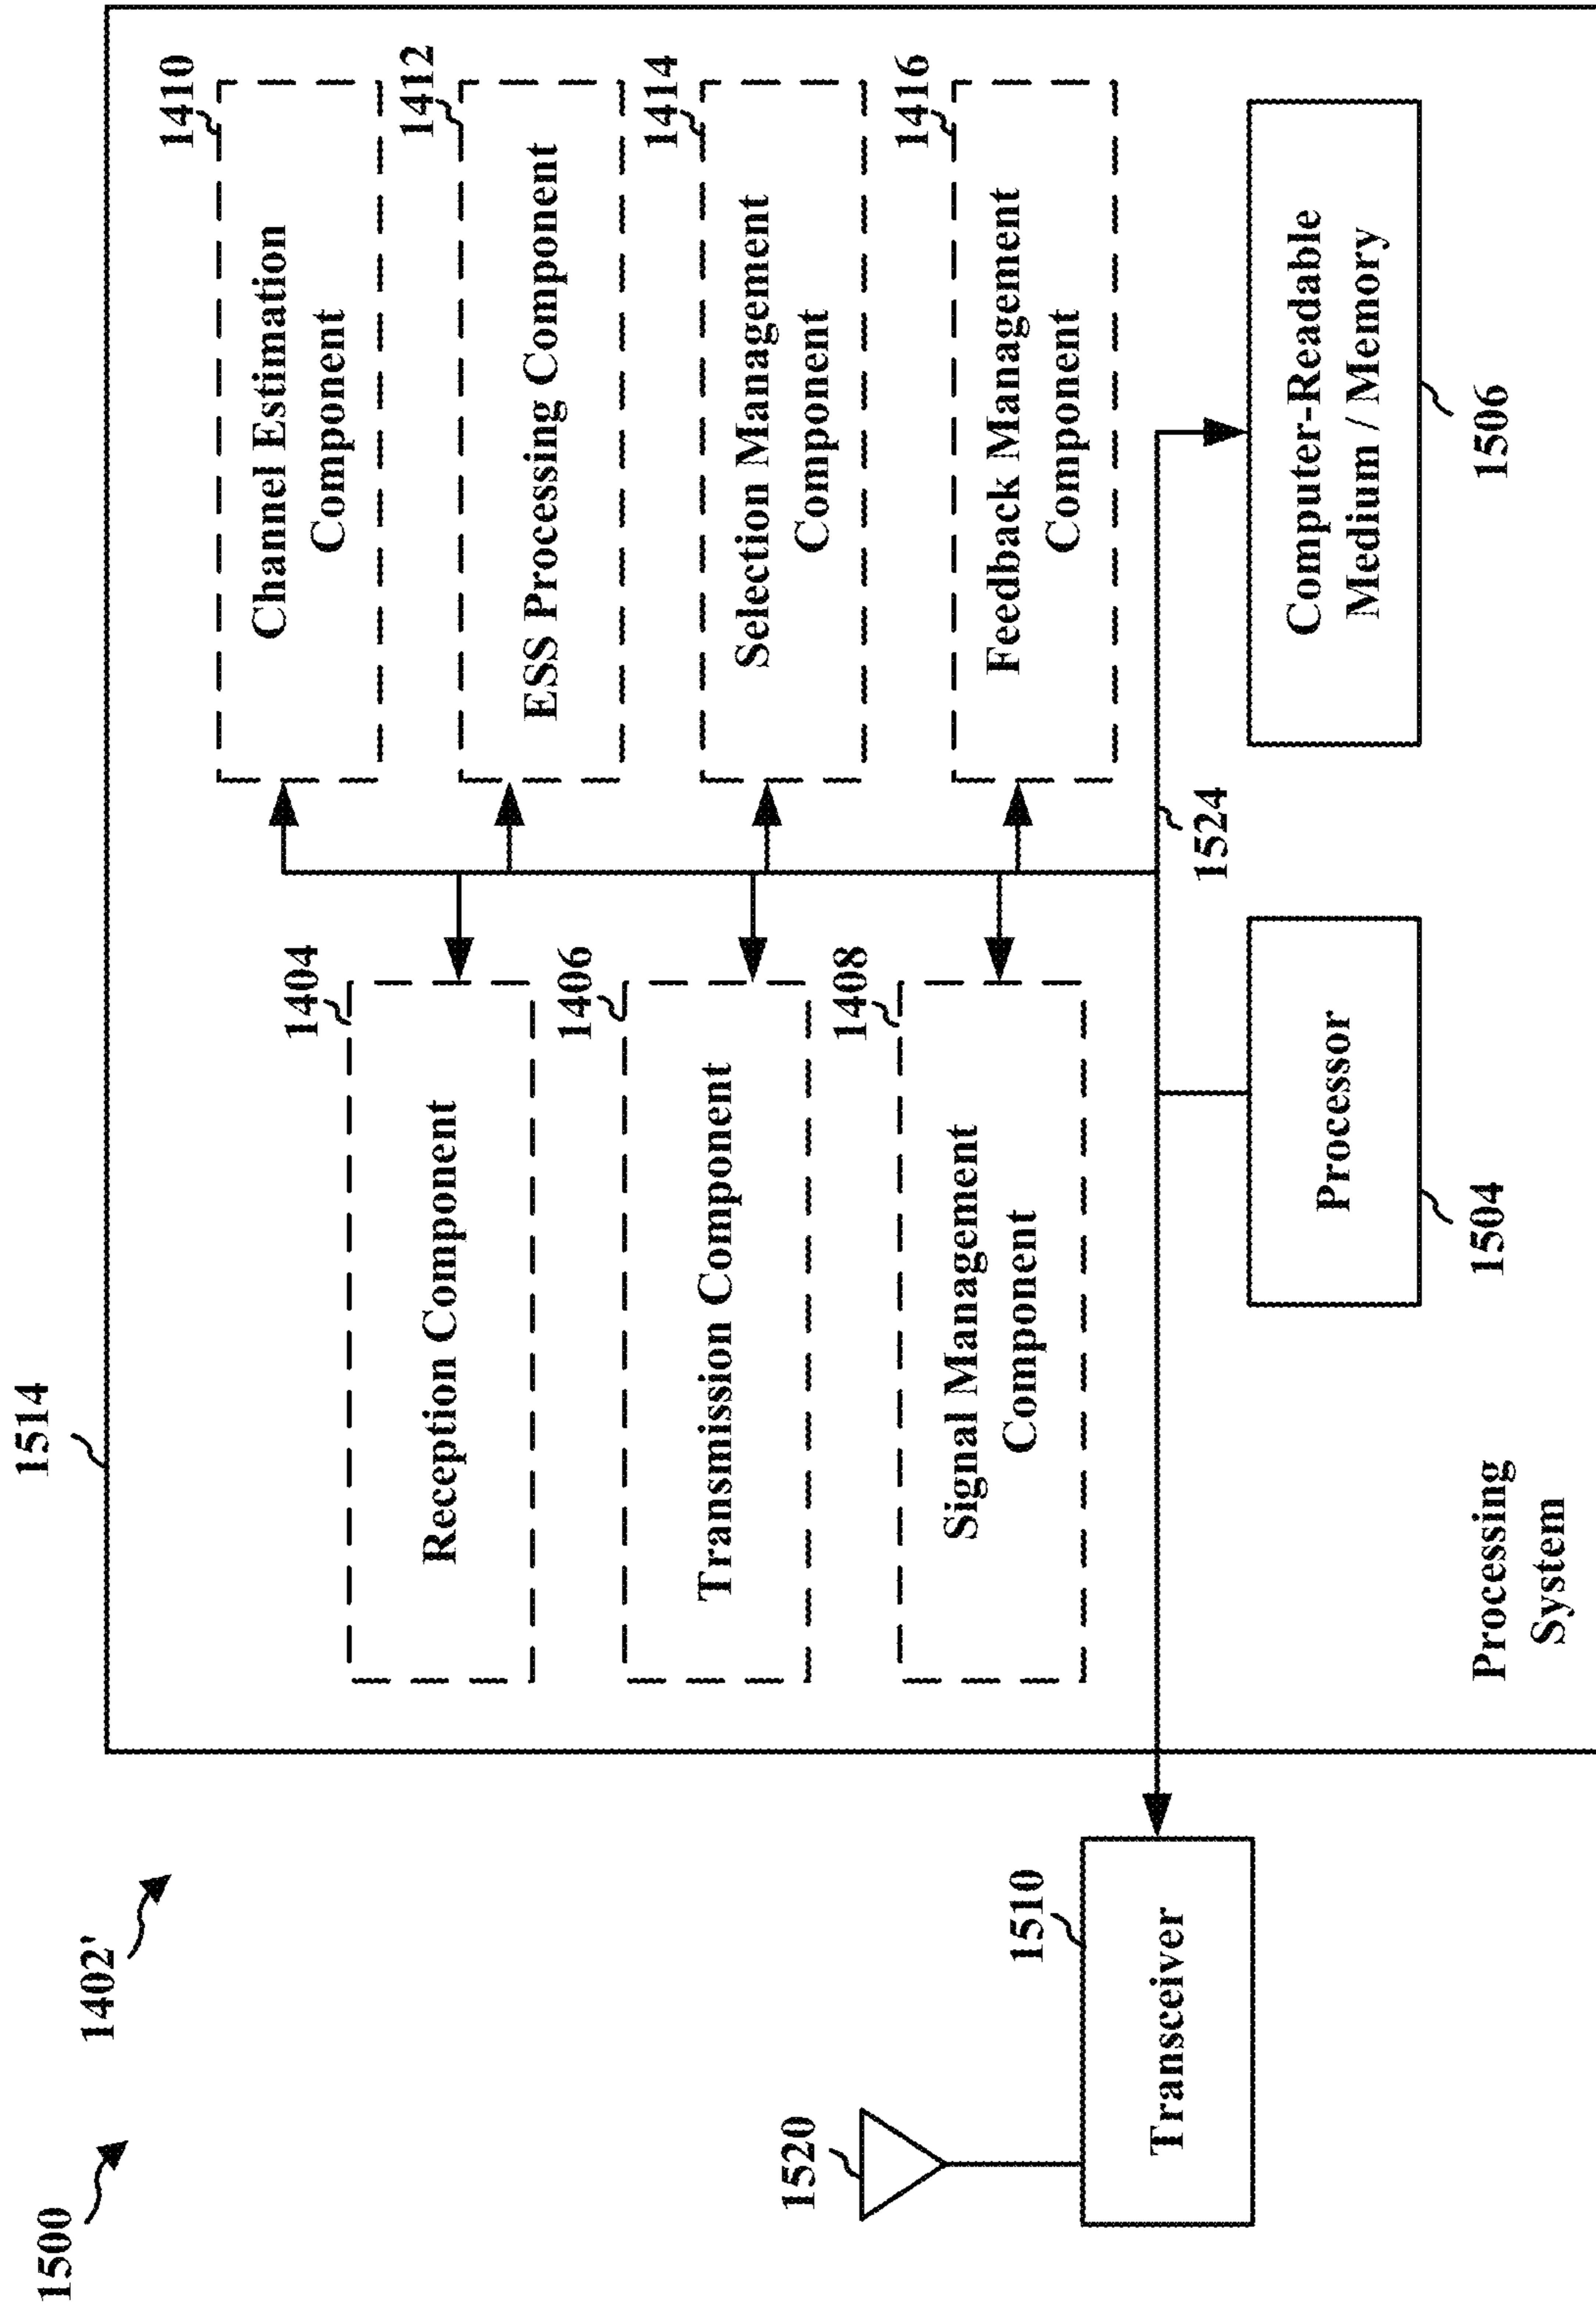 1500
1402'
1514
1404
Reception Component
1406
Transmission Component
1408
Signal Management
Component
1410
Channel Estimation
Component
1412
ESS Processing Component
1414
Selection Management
Component
1416
Feedback Management
Component
1520
1510
Transceiver
1524
Processor
1504
Computer-Readable
Medium / Memory
1506
Processing
System